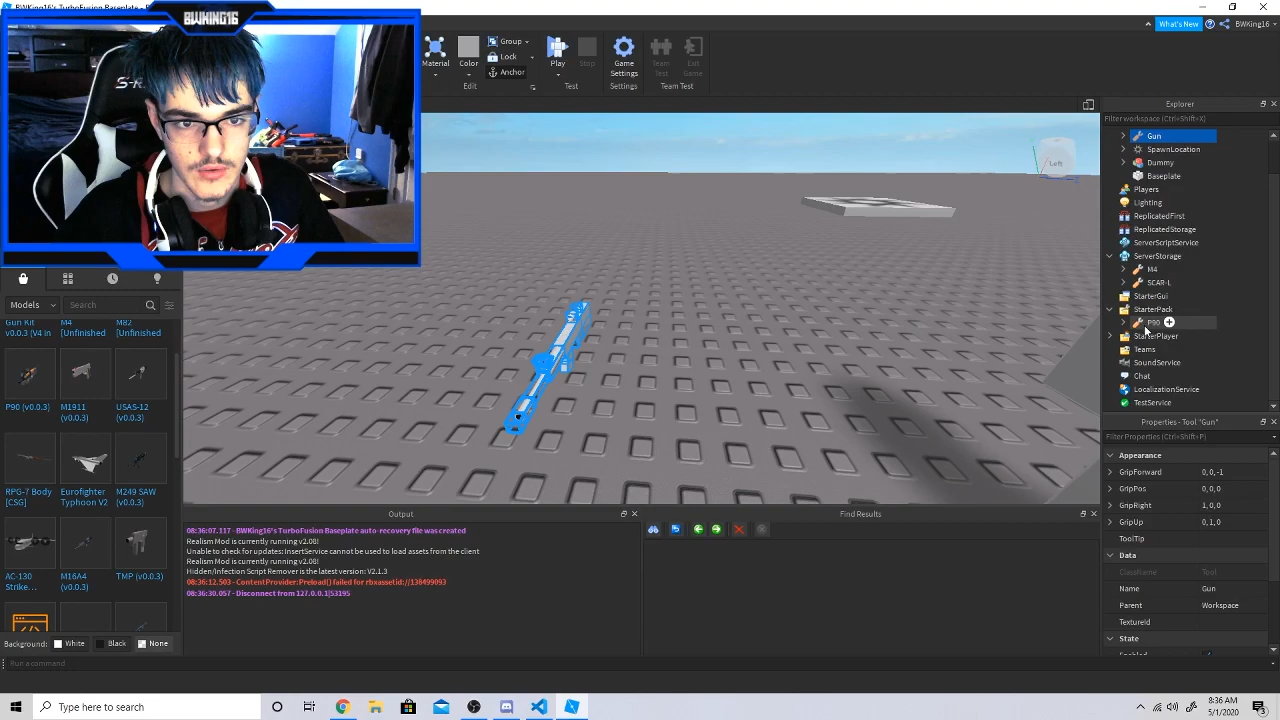 BWKing16's TurboFusion Baseplate
BWKING16
What's New
BWKing16
Material
Color
Group
Lock
Anchor
Edit
Play
Stop
Test
Game
Settings
Settings
Team
Test
Exit
Game
Team Test
Left
Explorer
Filter workspace (Ctrl+Shift+X)
Gun
SpawnLocation
Dummy
Baseplate
Players
Lighting
ReplicatedFirst
ReplicatedStorage
ServerScriptService
ServerStorage
M4
SCAR-L
StarterGui
StarterPack
P90
StarterPlayer
Teams
SoundService
Chat
LocalizationService
TestService
Properties - Tool "Gun"
Filter Properties (Ctrl+Shift+P)
Appearance
GripForward 0,0,-1
GripPos 0,0,0
GripRight 1,0,0
GripUp 0,1,0
ToolTip
Data
ClassName Tool
Name Gun
Parent Workspace
TextureId
State
Enabled
Models
Search
Gun Kit
v0.0.3 (V4 in
M4
[Unfinished
M82
[Unfinished
P90 (v0.0.3)
M1911
(v0.0.3)
USAS-12
(v0.0.3)
RPG-7 Body
[CSG]
Eurofighter
Typhoon V2
M249 SAW
(v0.0.3)
AC-130
Strike...
M16A4
(v0.0.3)
TMP (v0.0.3)
Background: White Black None
Output
08:36:07.117 - BWKing16's TurboFusion Baseplate auto-recovery file was created
Realism Mod is currently running v2.08!
Unable to check for updates: InsertService cannot be used to load assets from the client
Realism Mod is currently running v2.08!
Hidden/Infection Script Remover is the latest version: V2.1.3
08:36:12.503 - ContentProvider:Preload() failed for rbxassetid://138499093
08:36:30.057 - Disconnect from 127.0.0.1|53195
Find Results
Run a command
Type here to search
8:36 AM
5/1/2020